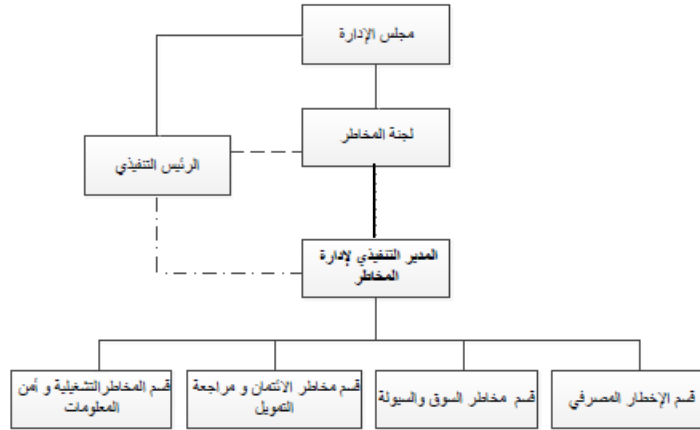 مجلس الإدارة
لجنة المخاطر
الرئيس التنفيذي
المدير التنفيذي لإدارة
المخاطر
قسم الإخطار المصرفي
قسم مخاطر السوق والسيولة
قسم مخاطر الائتمان و مراجعة
التمويل
قسم المخاطر التشغيلية و أمن
المعلومات